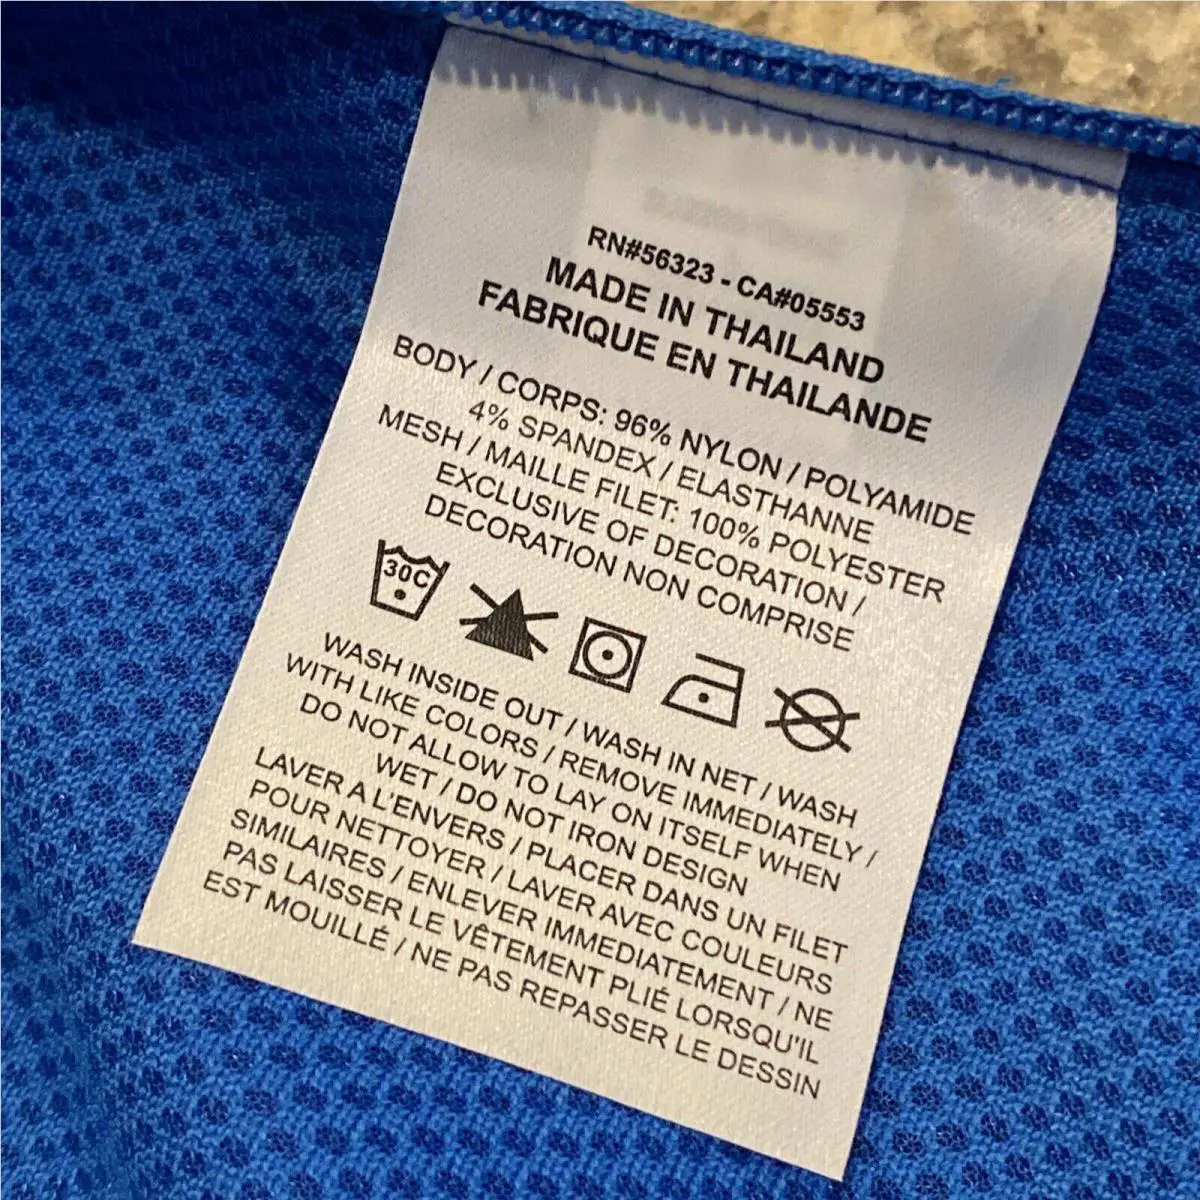 RN#56323 - CA#05553
MADE IN THAILAND
FABRIQUE EN THAILANDE
BODY / CORPS: 96% NYLON / POLYAMIDE
4% SPANDEX / ELASTHANNE
MESH / MAILLE FILET: 100% POLYESTER
EXCLUSIVE OF DECORATION /
DECORATION NON COMPRISE
30C
WASH INSIDE OUT / WASH IN NET / WASH
WITH LIKE COLORS / REMOVE IMMEDIATELY /
DO NOT ALLOW TO LAY ON ITSELF WHEN
WET / DO NOT IRON DESIGN
LAVER A L'ENVERS / PLACER DANS UN FILET
POUR NETTOYER / LAVER AVEC COULEURS
SIMILAIRES / ENLEVER IMMEDIATEMENT / NE
PAS LAISSER LE VÊTEMENT PLIÉ LORSQU'IL
EST MOUILLÉ / NE PAS REPASSER LE DESSIN